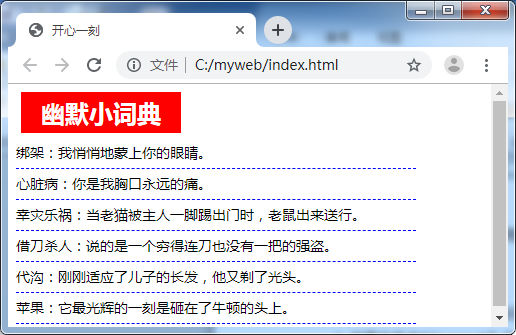 开心一刻
文件 C:/myweb/index.html
幽默小词典
绑架：我悄悄地蒙上你的眼睛。
心脏病：你是我胸口永远的痛。
幸灾乐祸：当老猫被主人一脚踢出门时，老鼠出来送行。
借刀杀人：说的是一个穷得连刀也没有一把的强盗。
代沟：刚刚适应了儿子的长发，他又剃了光头。
苹果：它最光辉的一刻是砸在了牛顿的头上。